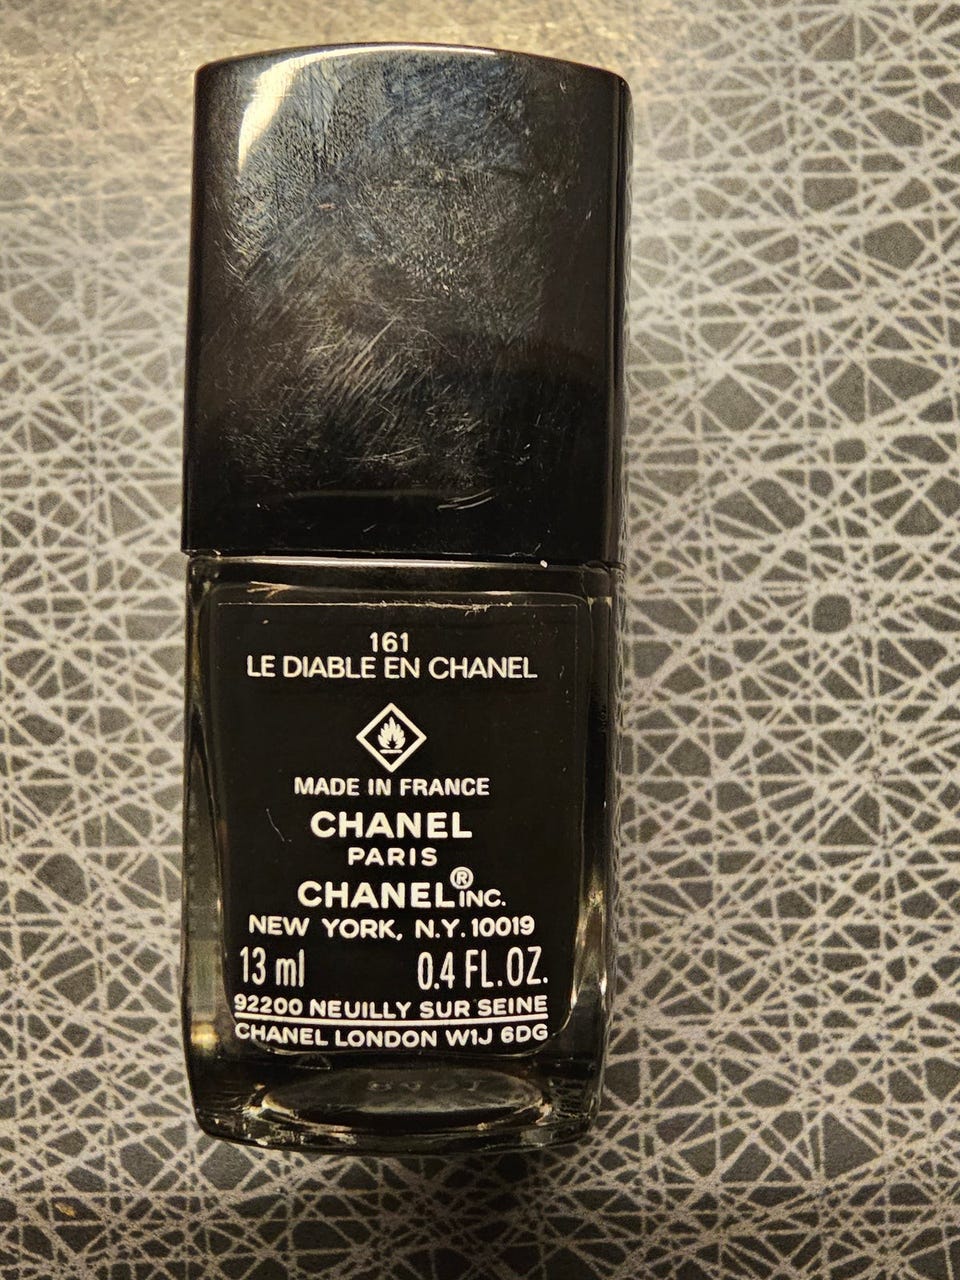 161
LE DIABLE EN CHANEL
MADE IN FRANCE
CHANEL
PARIS
CHANEL® INC.
NEW YORK, N.Y. 10019
13 ml 0.4 FL.OZ.
92200 NEUILLY SUR SEINE
CHANEL LONDON W1J 6DG